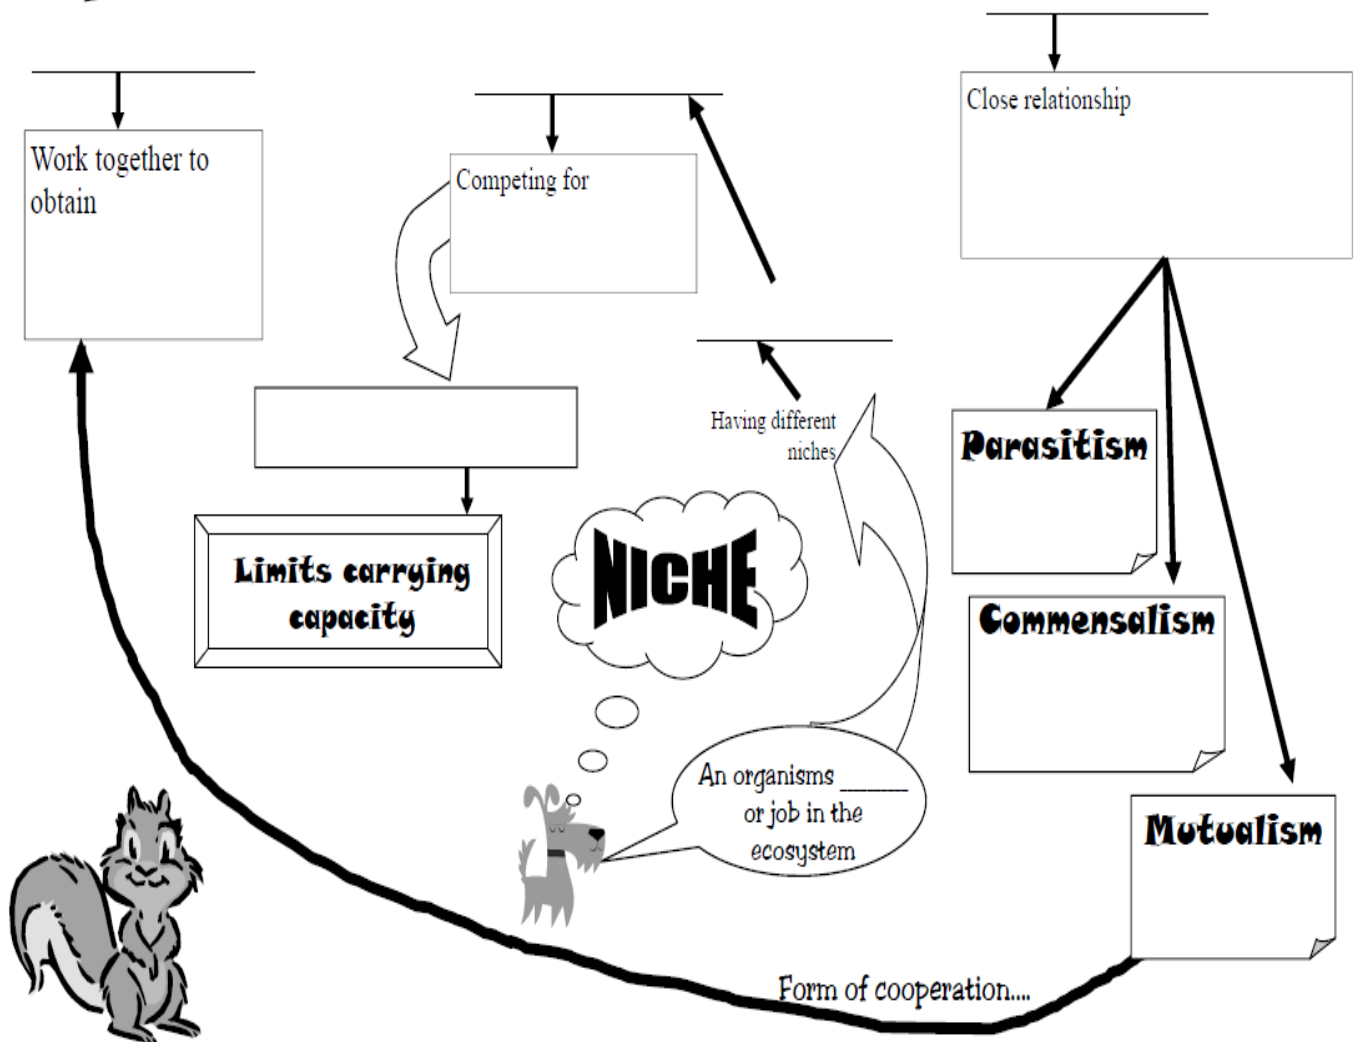 Work together to
obtain
Competing for
Close relationship
Having different
niches
Parasitism
NICHE
Limits carrying
capacity
Commensalism
An organisms ________
or job in the
ecosystem
Mutualism
Form of cooperation....